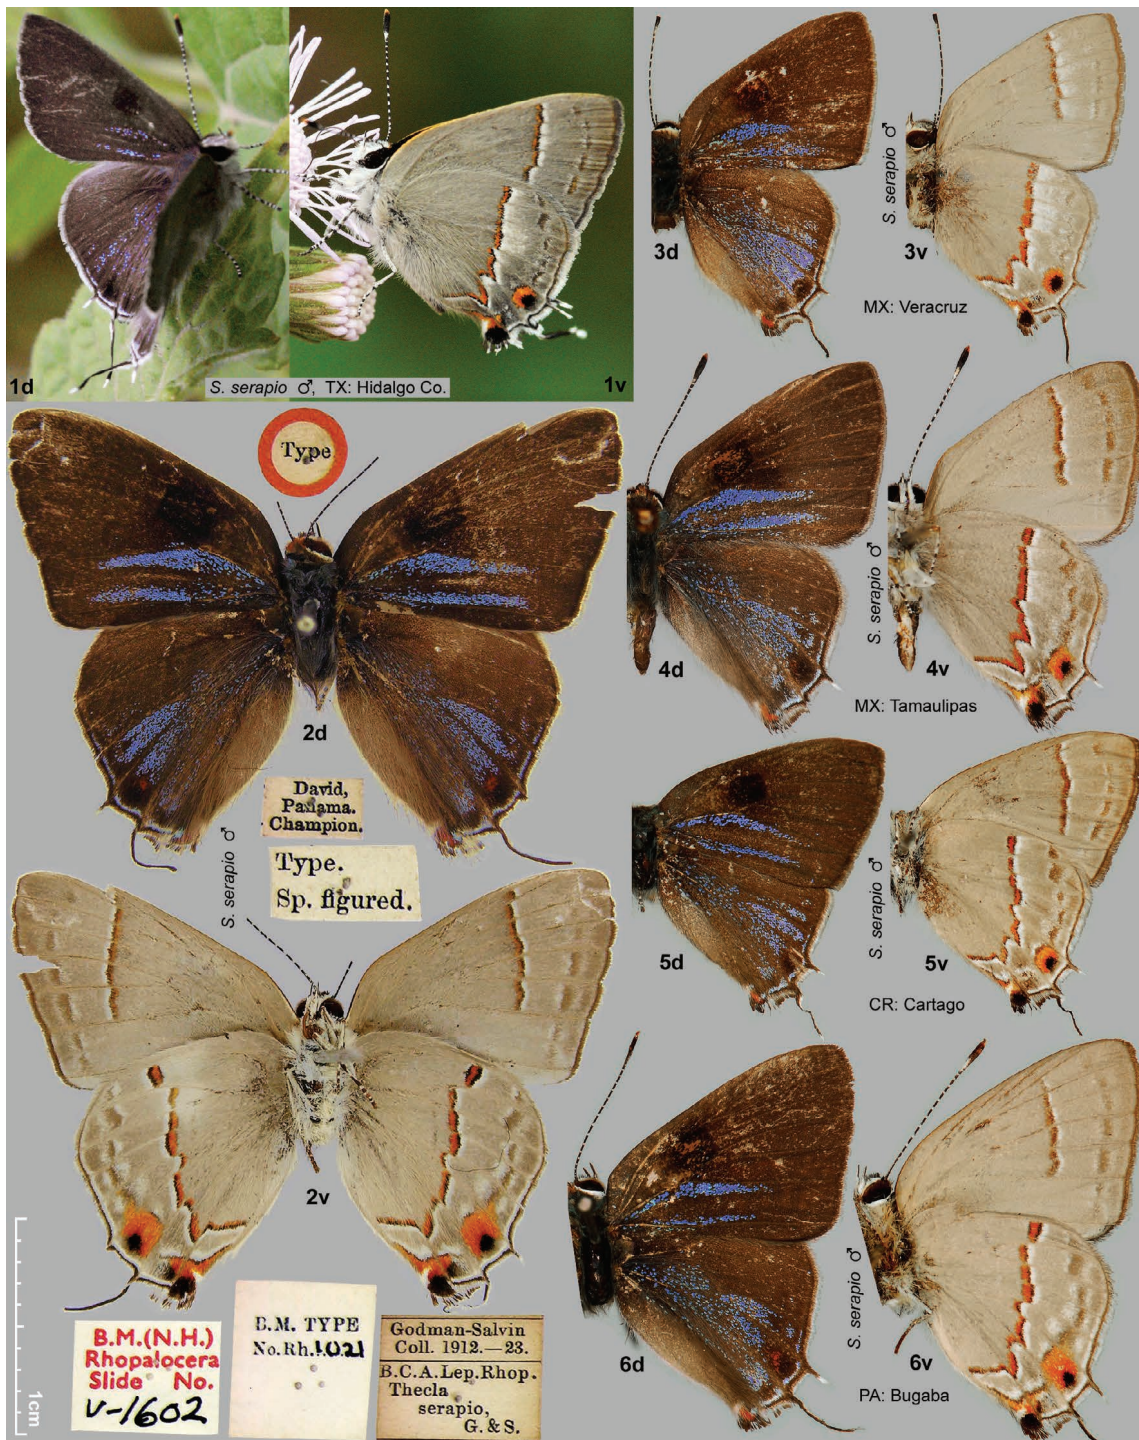 1d
S. serapio ♂, TX: Hidalgo Co.
1v
3d
S. serapio ♂
3v
MX: Veracruz
Type
2d
David,
Panama.
Champion.
Type.
Sp. figured.
S. serapio ♂
2v
4d
S. serapio ♂
4v
MX: Tamaulipas
5d
S. serapio ♂
5v
CR: Cartago
6d
S. serapio ♂
6v
PA: Bugaba
1cm
B.M.(N.H.)
Rhopalocera
Slide No.
V-1602
B.M. TYPE
No.Rh.1021
Godman-Salvin
Coll. 1912.—23.
B.C.A.Lep.Rhop.
Thecla
serapio,
G. & S.